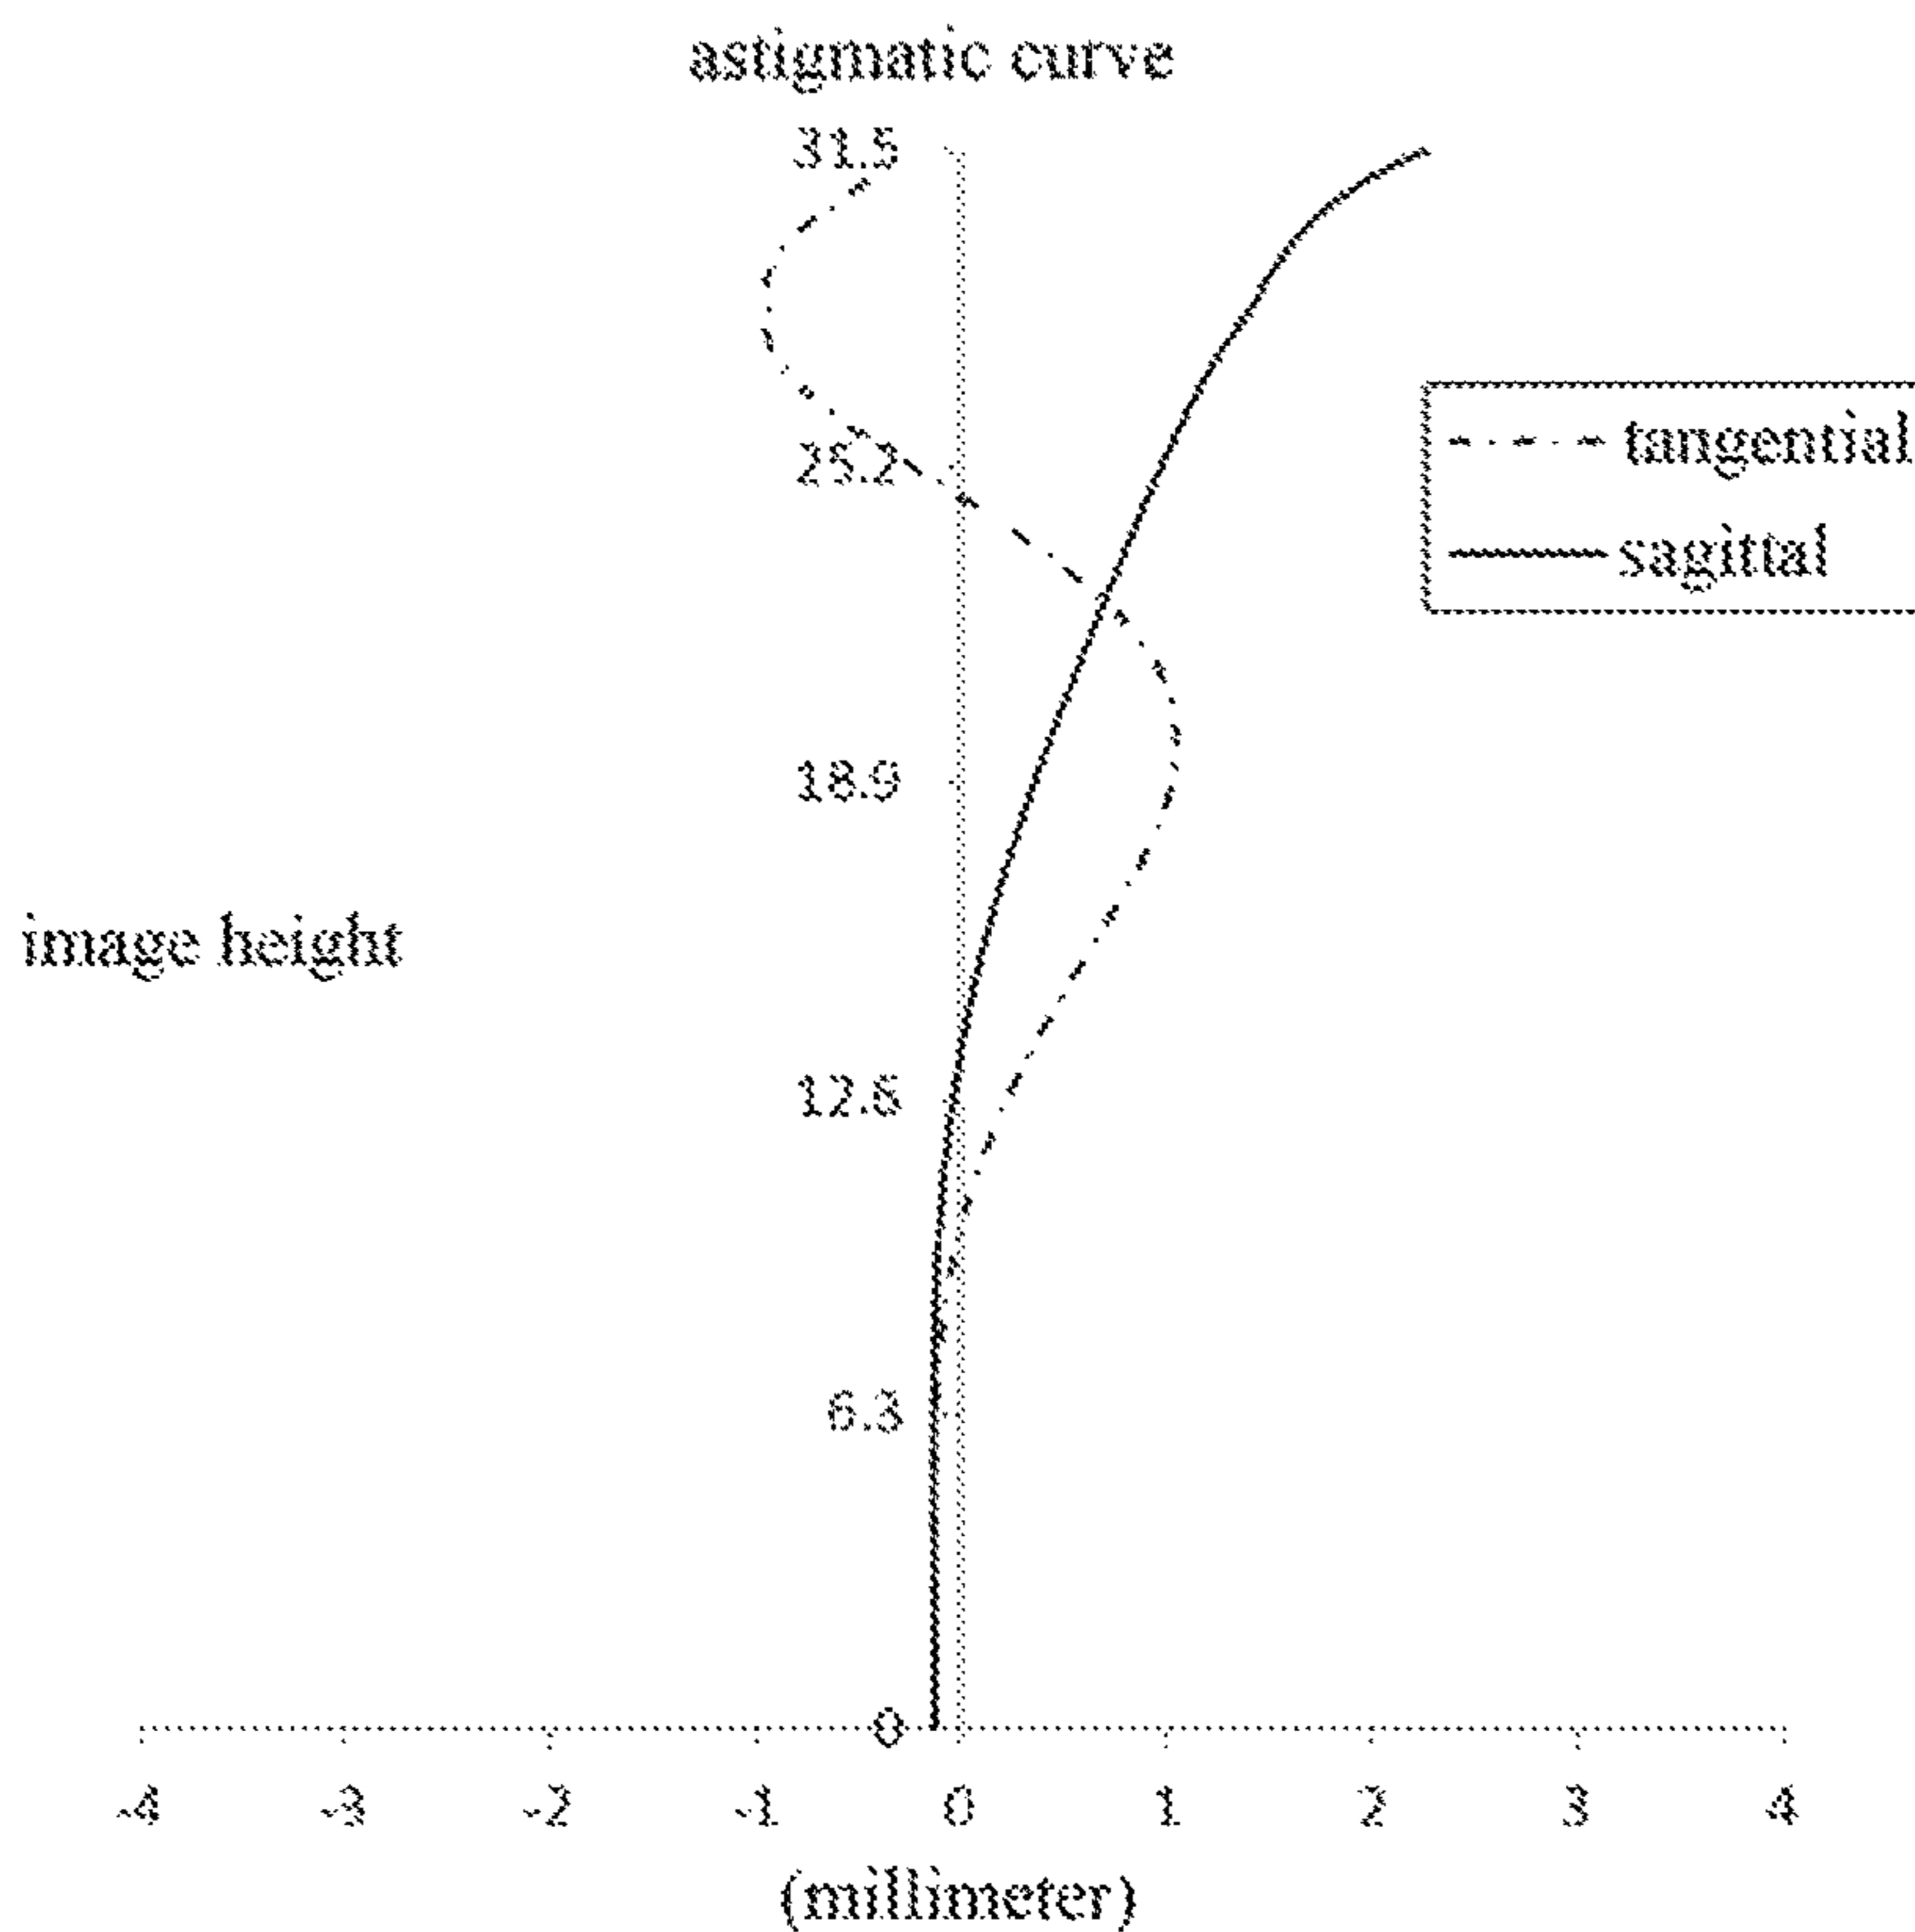 astigmatic curve
31.5
25.2
tangential
sagittal
18.9
image height
12.6
6.3
0
-4 -3 -2 -1 0 1 2 3 4
(millimeter)